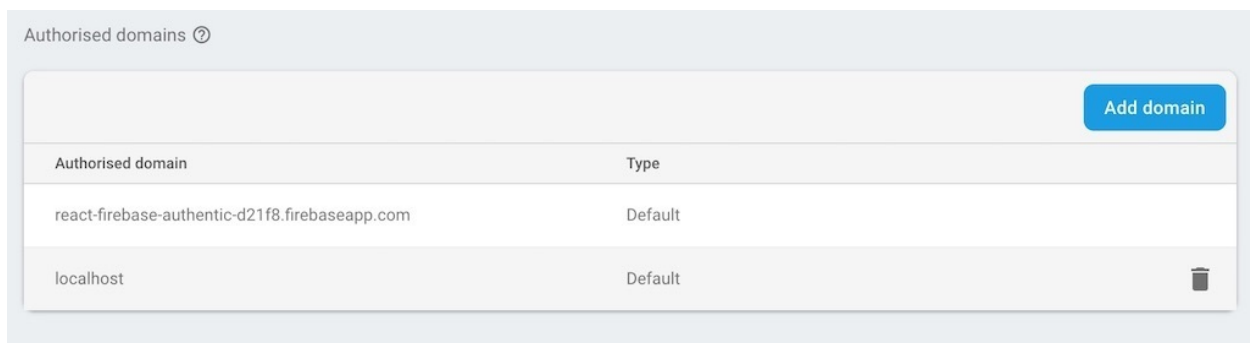 Authorised domains
Add domain
Authorised domain Type
react-firebase-authentic-d21f8.firebaseapp.com Default
localhost Default